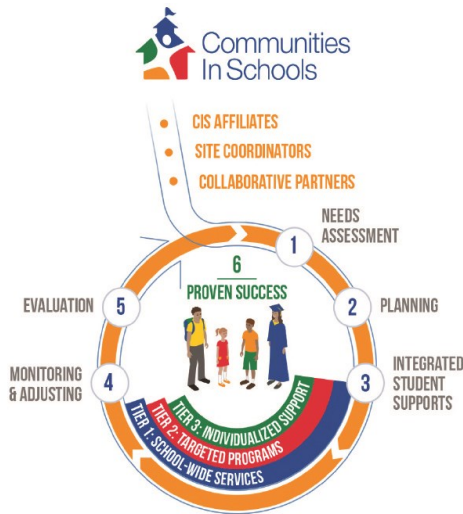 Communities
In Schools
CIS AFFILIATES
SITE COORDINATORS
COLLABORATIVE PARTNERS
1
NEEDS
ASSESSMENT
6
PROVEN SUCCESS
5
EVALUATION
2
PLANNING
4
MONITORING
& ADJUSTING
3
INTEGRATED
STUDENT
SUPPORTS
TIER 3: INDIVIDUALIZED SUPPORT
TIER 2: TARGETED PROGRAMS
TIER 1: SCHOOL-WIDE SERVICES